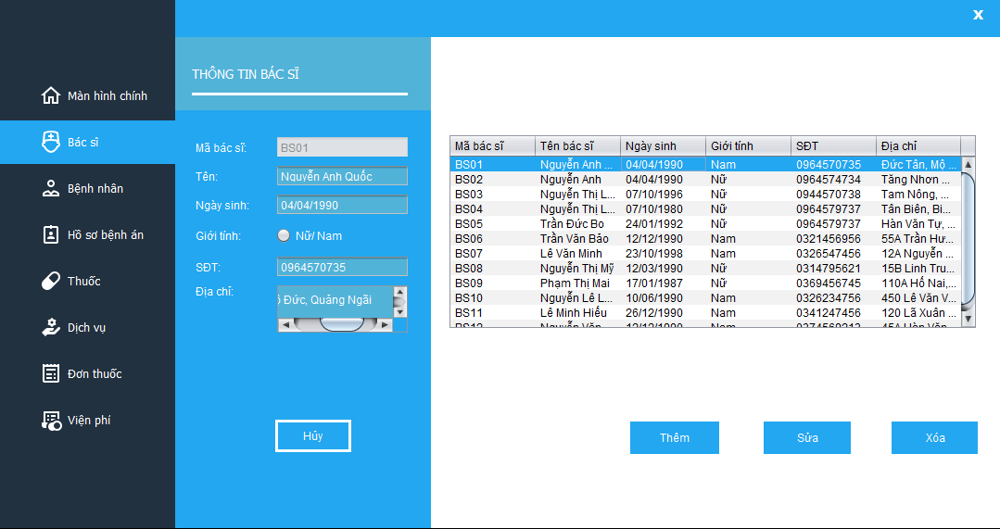 X
Màn hình chính
Bác sĩ
Bệnh nhân
Hồ sơ bệnh án
Thuốc
Dịch vụ
Đơn thuốc
Viện phí
THÔNG TIN BÁC SĨ
Mã bác sĩ: BS01
Tên: Nguyễn Anh Quốc
Ngày sinh: 04/04/1990
Giới tính: Nữ/ Nam
SĐT: 0964570735
Địa chỉ: Đức, Quãng Ngãi
Hủy
Mã bác sĩ Tên bác sĩ Ngày sinh Giới tính SĐT Địa chỉ
BS01 Nguyễn Anh ... 04/04/1990 Nam 0964570735 Đức Tân, Mộ ...
BS02 Nguyễn Anh 04/04/1990 Nữ 0964574734 Tăng Nhơn ...
BS03 Nguyễn Thị L... 07/10/1996 Nữ 0944570738 Tam Nông, ...
BS04 Nguyễn Thị L... 07/10/1980 Nữ 0964579737 Tân Biên, Bi...
BS05 Trần Đức Bo 24/01/1992 Nữ 0964579737 Hàn Văn Tự, ...
BS06 Trần Văn Bảo 12/12/1990 Nam 0321456956 55A Trần Hư...
BS07 Lê Văn Minh 23/10/1998 Nam 0326547456 12A Nguyễn ...
BS08 Nguyễn Thị Mỹ 12/03/1990 Nữ 0314795621 15B Linh Tru...
BS09 Phạm Thị Mai 17/01/1987 Nữ 0369456745 110A Hố Nai,...
BS10 Nguyễn Lê L... 10/06/1990 Nam 0326234756 450 Lê Văn V...
BS11 Lê Minh Hiếu 26/12/1990 Nam 0341247456 120 Lã Xuân ...
BS12 Nguyễn Văn 12/12/1990 Nam 45A Hàn Văn
Thêm Sửa Xóa